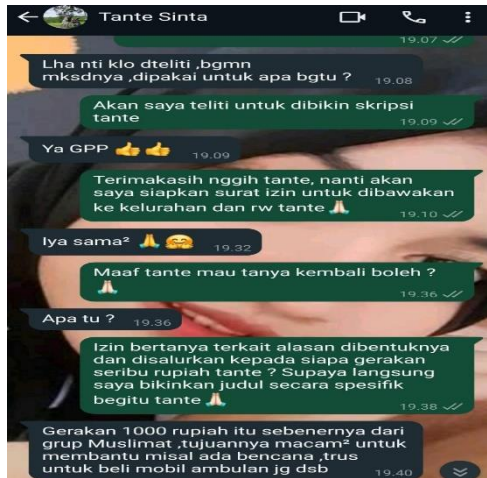 Tante Sinta
19.07
Lha nti klo dteliti ,bgmn
mksdnya ,dipakai untuk apa bgtu ?
19.08
Akan saya teliti untuk dibikin skripsi
tante
19.09
Ya GPP 👍👍
19.09
Terimakasih nggih tante, nanti akan
saya siapkan surat izin untuk dibawakan
ke kelurahan dan rw tante 🙏🏻
19.10
Iya sama² 🙏🤗
19.32
Maaf tante mau tanya kembali boleh ?
🙏🏻
19.36
Apa tu ?
19.36
Izin bertanya terkait alasan dibentuknya
dan disalurkan kepada siapa gerakan
seribu rupiah tante ? Supaya langsung
saya bikinkan judul secara spesifik
begitu tante 🙏🏻
19.38
Gerakan 1000 rupiah itu sebenernya dari
grup Muslimat ,tujuannya macam² untuk
membantu misal ada bencana ,trus
untuk beli mobil ambulan jg dsb
19.40